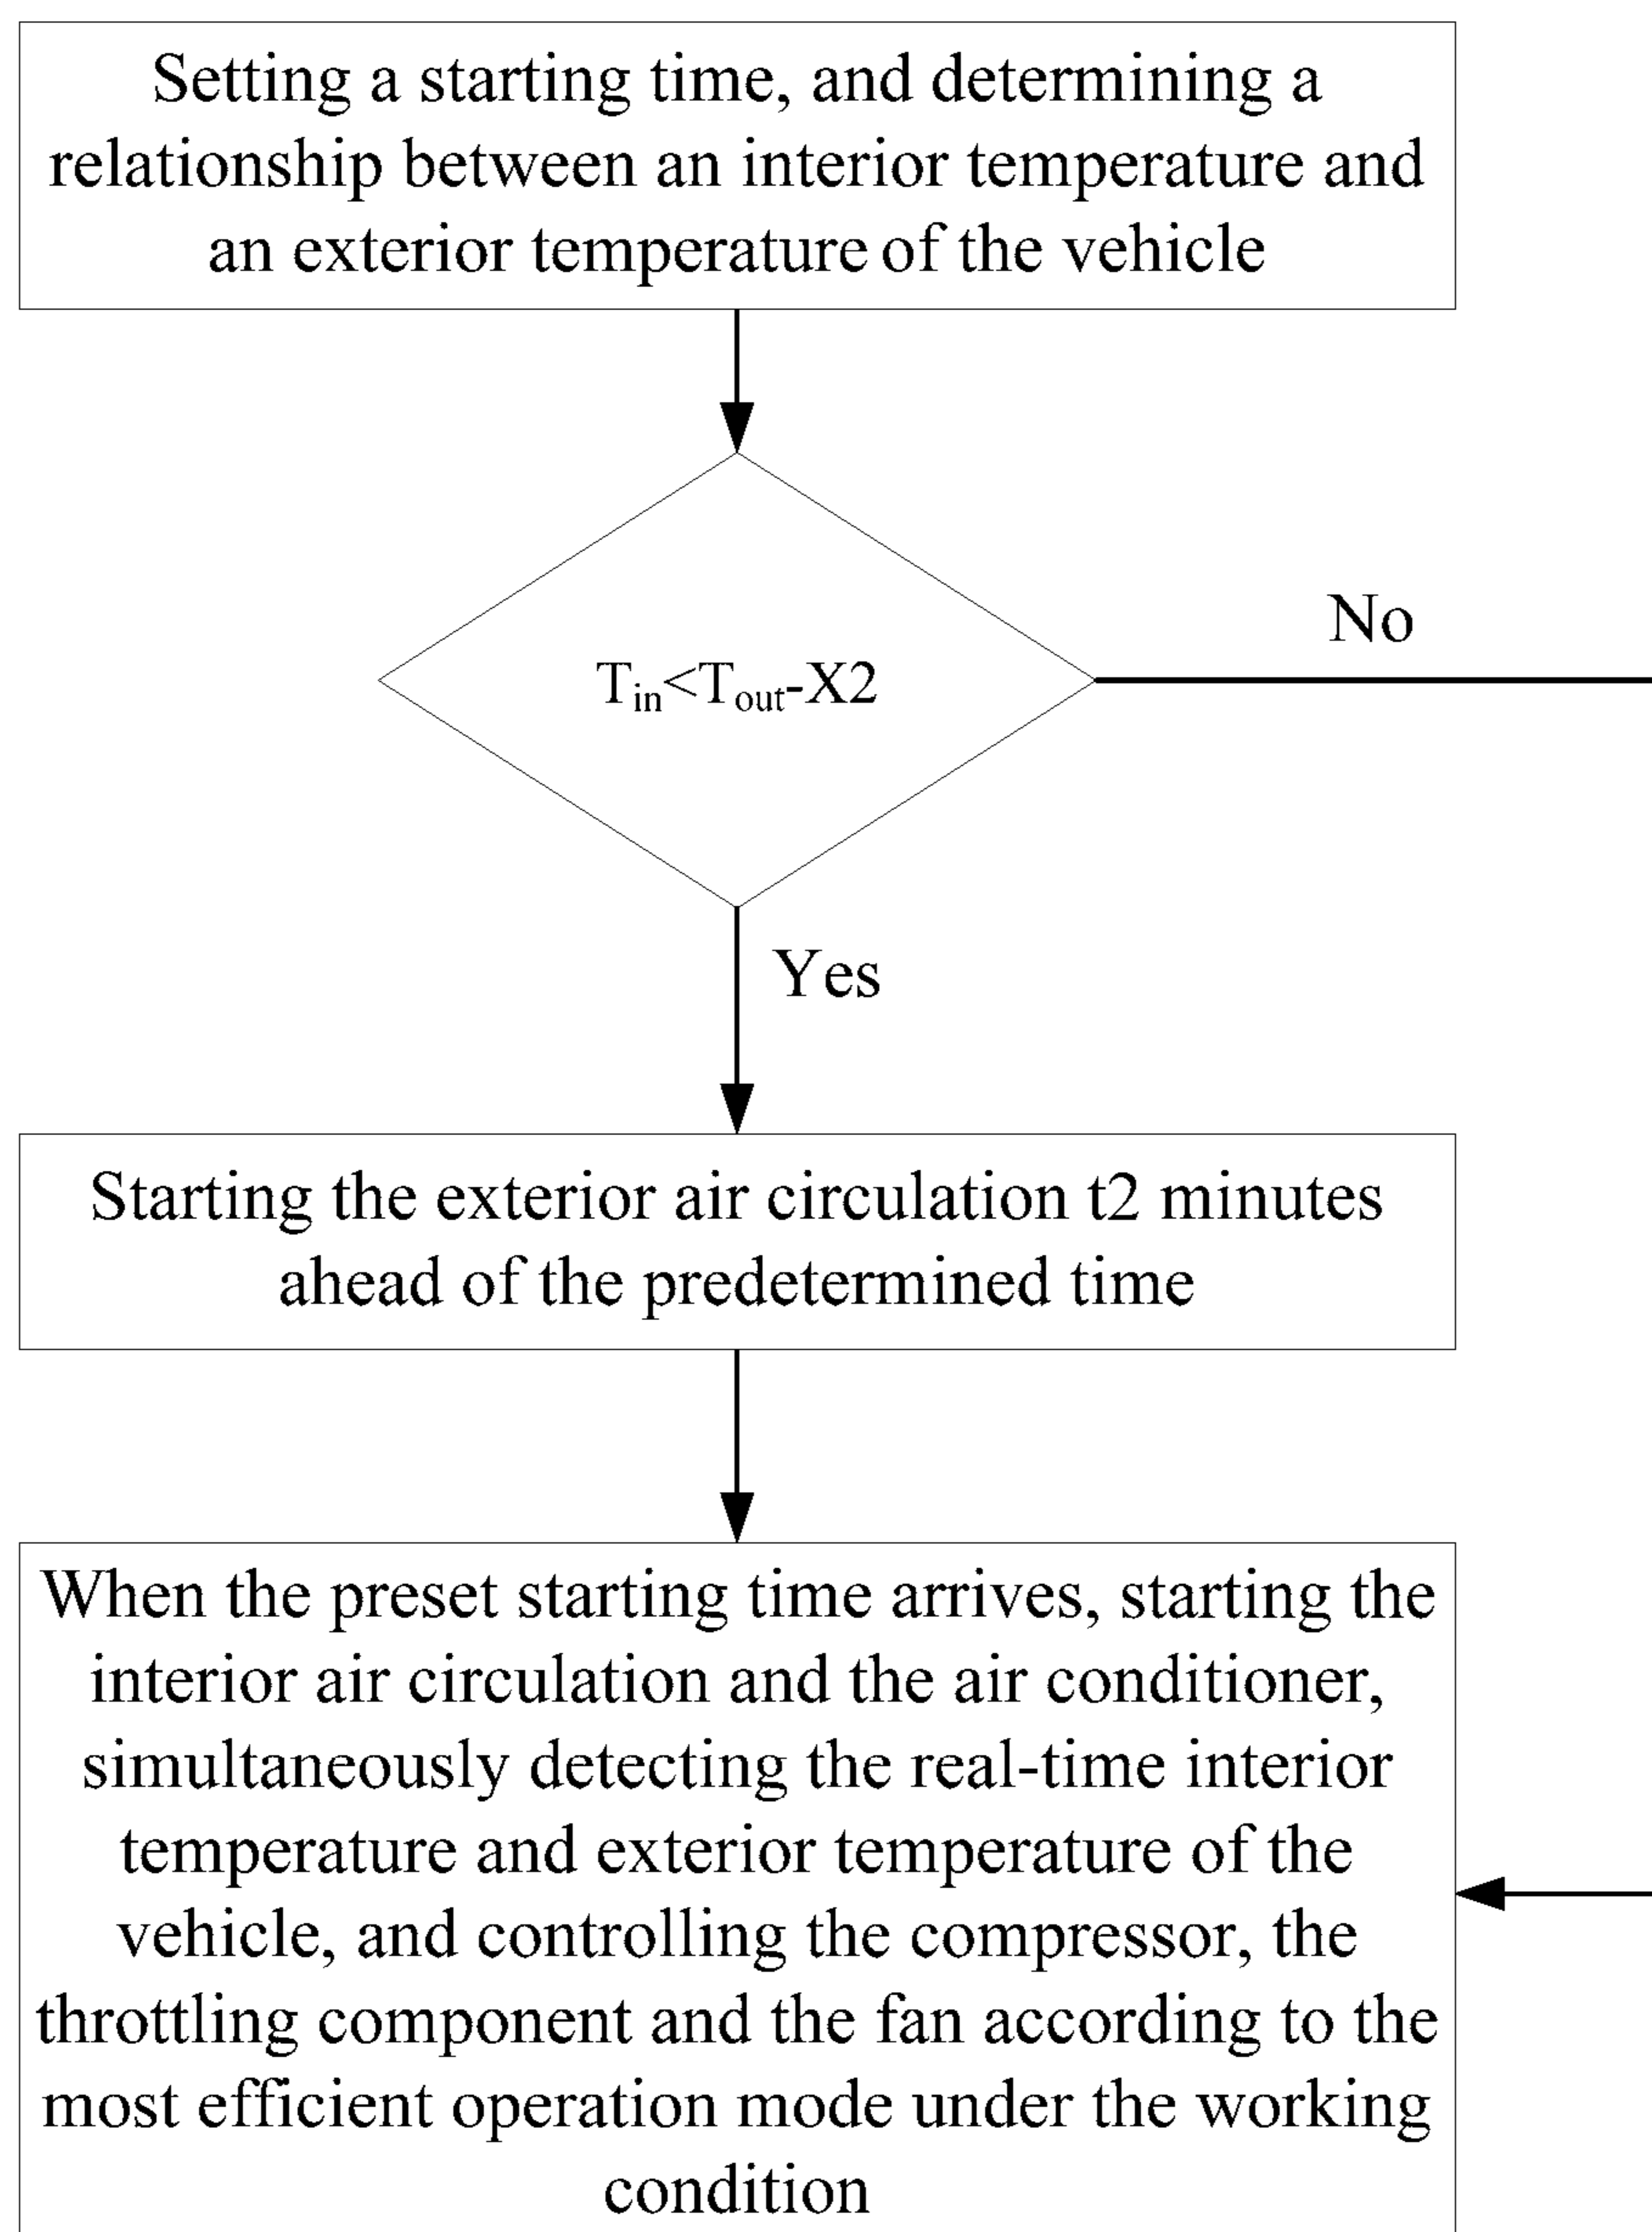 Setting a starting time, and determining a
relationship between an interior temperature and
an exterior temperature of the vehicle
No
T_in<T_out-X2
Yes
Starting the exterior air circulation t2 minutes
ahead of the predetermined time
When the preset starting time arrives, starting the
interior air circulation and the air conditioner,
simultaneously detecting the real-time interior
temperature and exterior temperature of the
vehicle, and controlling the compressor, the
throttling component and the fan according to the
most efficient operation mode under the working
condition